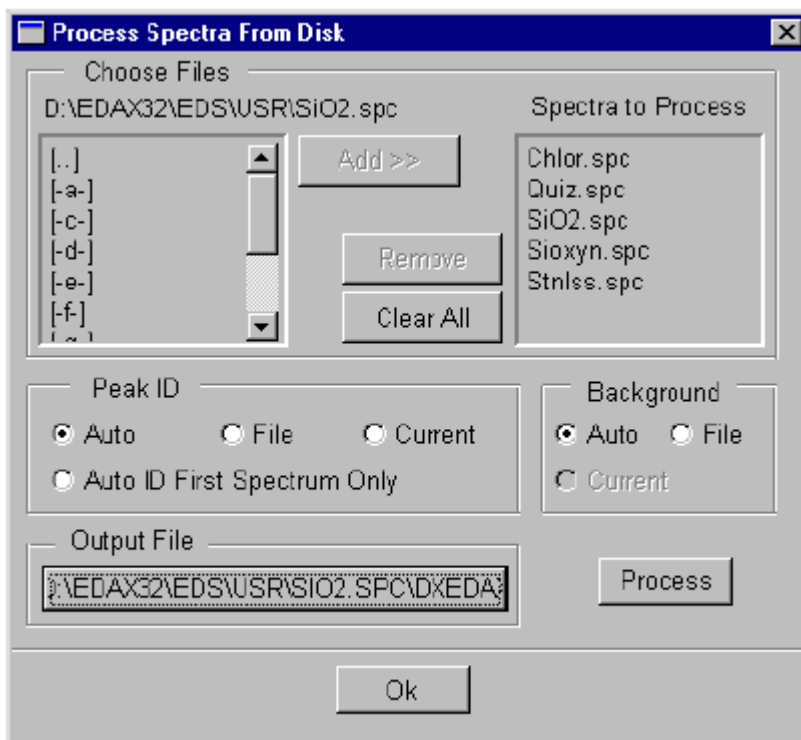 Process Spectra From Disk
Choose Files
D:\EDAX32\EDS\USR\SiO2.spc
Spectra to Process
[..]
[-a-]
[-c-]
[-d-]
[-e-]
[-f-]
Add >>
Remove
Clear All
Chlor.spc
Quiz.spc
SiO2.spc
Sioxyn.spc
Stnlss.spc
Peak ID
Auto File Current
Auto ID First Spectrum Only
Background
Auto File
Current
Output File
:\EDAX32\EDS\USR\SIO2.SPC\DXEDA
Process
Ok